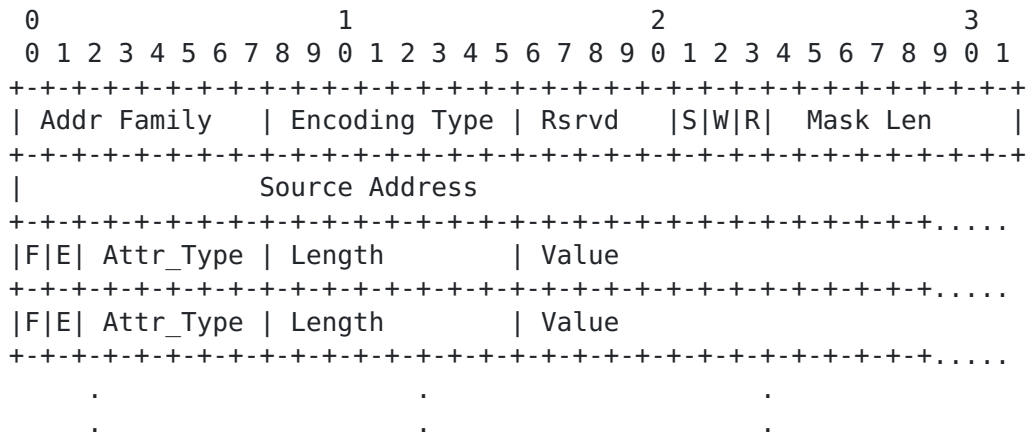 0                   1                   2                   3
 0 1 2 3 4 5 6 7 8 9 0 1 2 3 4 5 6 7 8 9 0 1 2 3 4 5 6 7 8 9 0 1
+-+-+-+-+-+-+-+-+-+-+-+-+-+-+-+-+-+-+-+-+-+-+-+-+-+-+-+-+-+-+-+-+
| Addr Family   | Encoding Type | Rsrvd   |S|W|R|  Mask Len     |
+-+-+-+-+-+-+-+-+-+-+-+-+-+-+-+-+-+-+-+-+-+-+-+-+-+-+-+-+-+-+-+-+
|               Source Address
+-+-+-+-+-+-+-+-+-+-+-+-+-+-+-+-+-+-+-+-+-+-+-+-+-+-+-+-+-+.....
|F|E| Attr_Type | Length        | Value
+-+-+-+-+-+-+-+-+-+-+-+-+-+-+-+-+-+-+-+-+-+-+-+-+-+-+-+-+-+.....
|F|E| Attr_Type | Length        | Value
+-+-+-+-+-+-+-+-+-+-+-+-+-+-+-+-+-+-+-+-+-+-+-+-+-+-+-+-+-+.....
     .                    .                     .
     .                    .                     .